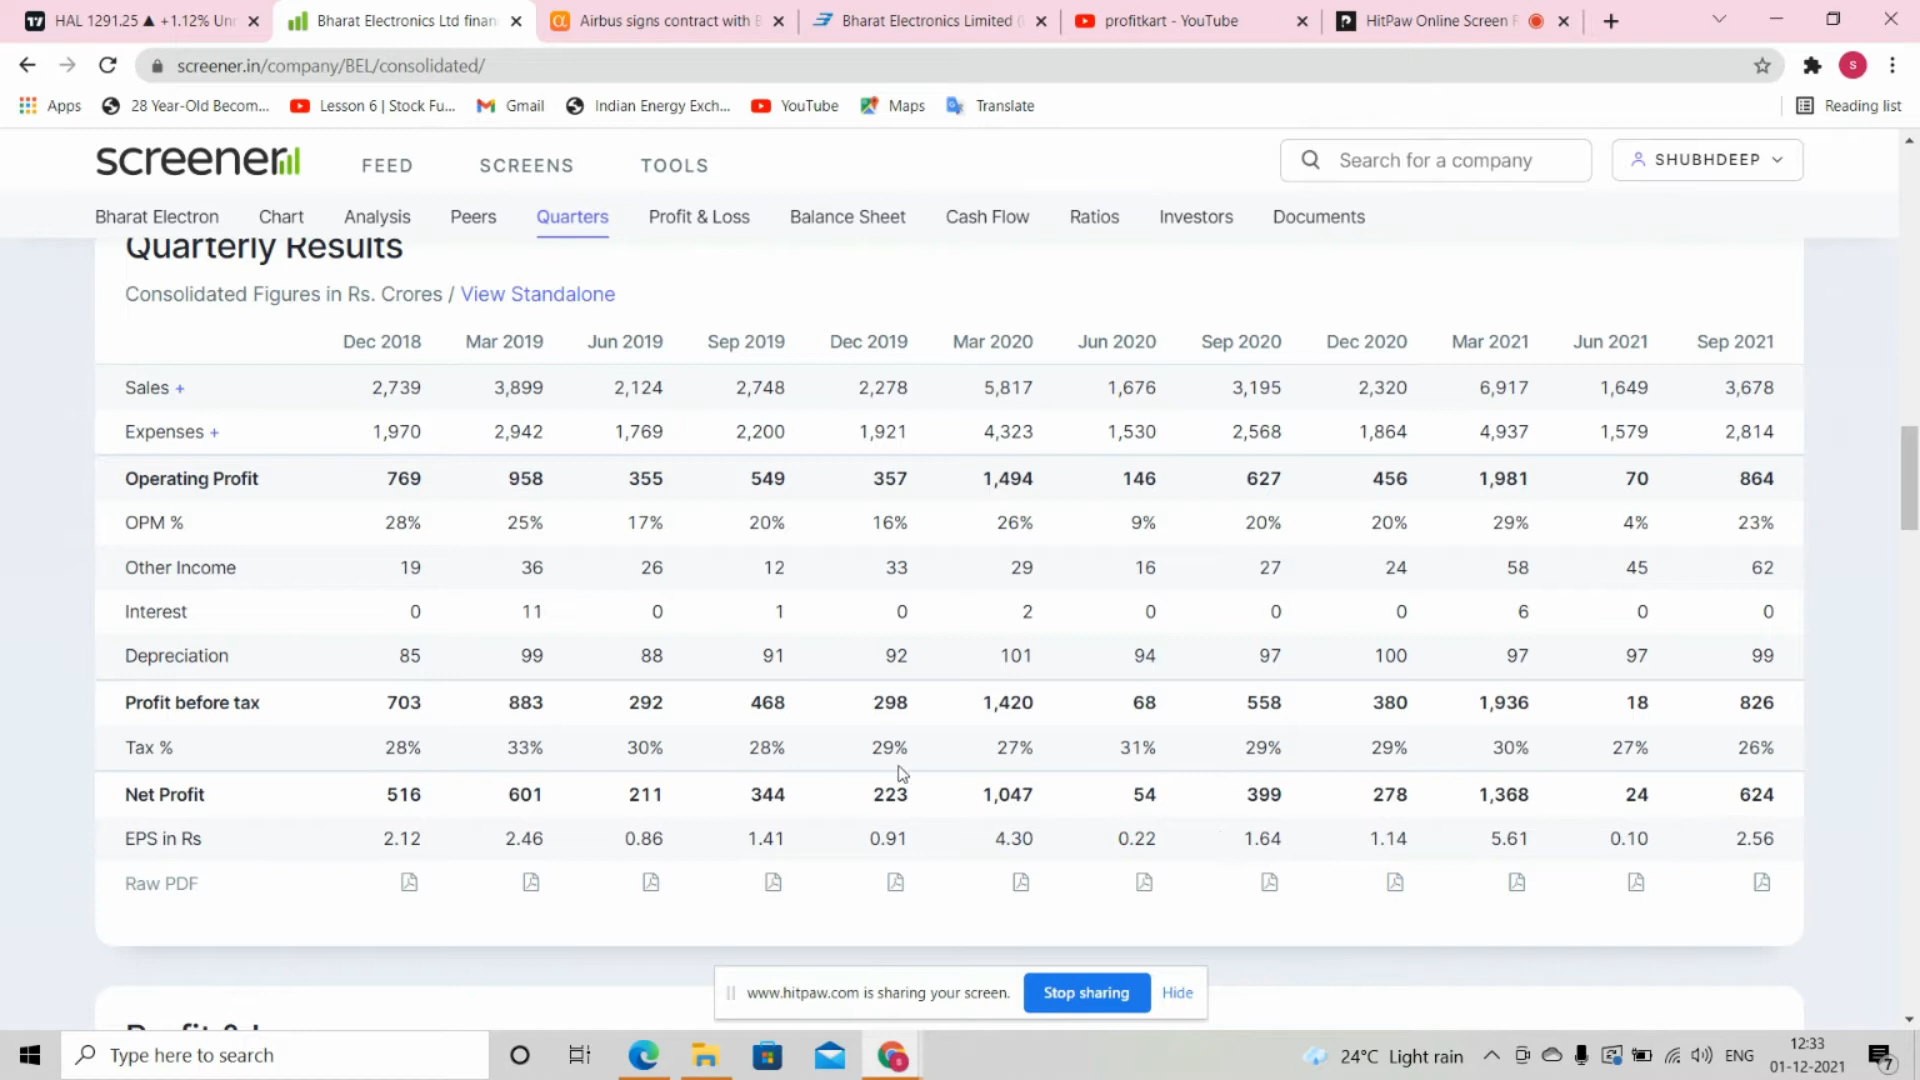 HAL 1291.25 ▲ +1.12% Unr
Bharat Electronics Ltd finan
Airbus signs contract with B
Bharat Electronics Limited (
profitkart - YouTube
HitPaw Online Screen R
screener.in/company/BEL/consolidated/
S
Apps
28 Year-Old Becom...
Lesson 6 | Stock Fu...
Gmail
Indian Energy Exch...
YouTube
Maps
Translate
Reading list
screener
FEED
SCREENS
TOOLS
Search for a company
SHUBHDEEP
Bharat Electron Chart Analysis Peers Quarters Profit & Loss Balance Sheet Cash Flow Ratios Investors Documents
Quarterly Results
Consolidated Figures in Rs. Crores / View Standalone
Dec 2018 Mar 2019 Jun 2019 Sep 2019 Dec 2019 Mar 2020 Jun 2020 Sep 2020 Dec 2020 Mar 2021 Jun 2021 Sep 2021
Sales + 2,739 3,899 2,124 2,748 2,278 5,817 1,676 3,195 2,320 6,917 1,649 3,678
Expenses + 1,970 2,942 1,769 2,200 1,921 4,323 1,530 2,568 1,864 4,937 1,579 2,814
Operating Profit 769 958 355 549 357 1,494 146 627 456 1,981 70 864
OPM % 28% 25% 17% 20% 16% 26% 9% 20% 20% 29% 4% 23%
Other Income 19 36 26 12 33 29 16 27 24 58 45 62
Interest 0 11 0 1 0 2 0 0 0 6 0 0
Depreciation 85 99 88 91 92 101 94 97 100 97 97 99
Profit before tax 703 883 292 468 298 1,420 68 558 380 1,936 18 826
Tax % 28% 33% 30% 28% 29% 27% 31% 29% 29% 30% 27% 26%
Net Profit 516 601 211 344 223 1,047 54 399 278 1,368 24 624
EPS in Rs 2.12 2.46 0.86 1.41 0.91 4.30 0.22 1.64 1.14 5.61 0.10 2.56
Raw PDF
www.hitpaw.com is sharing your screen.
Stop sharing
Hide
Type here to search
24°C Light rain
ENG
12:33
01-12-2021
7